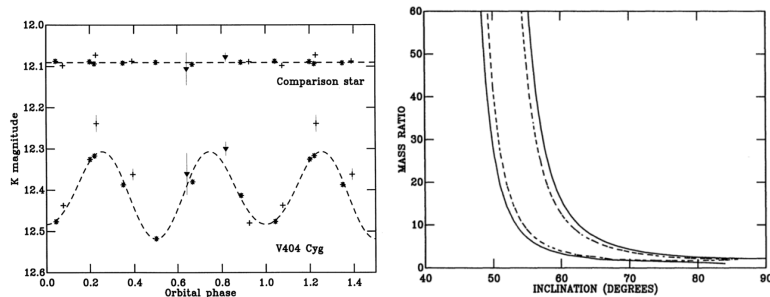 12.0
12.1
12.2
12.3
12.4
12.5
12.6
K magnitude
Comparison star
V404 Cyg
0.0 0.2 0.4 0.6 0.8 1.0 1.2 1.4
Orbital phase
60
50
40
30
20
10
0
MASS RATIO
40 50 60 70 80 90
INCLINATION (DEGREES)